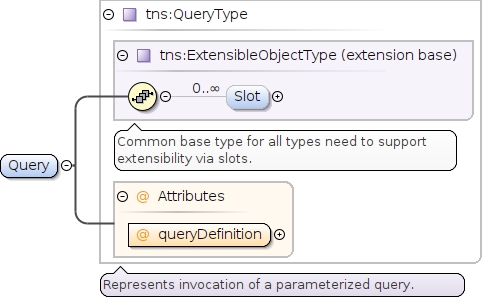 tns:QueryType
tns:ExtensibleObjectType (extension base)
0..∞
Slot
Common base type for all types need to support
extensibility via slots.
Query
@ Attributes
@ queryDefinition
Represents invocation of a parameterized query.